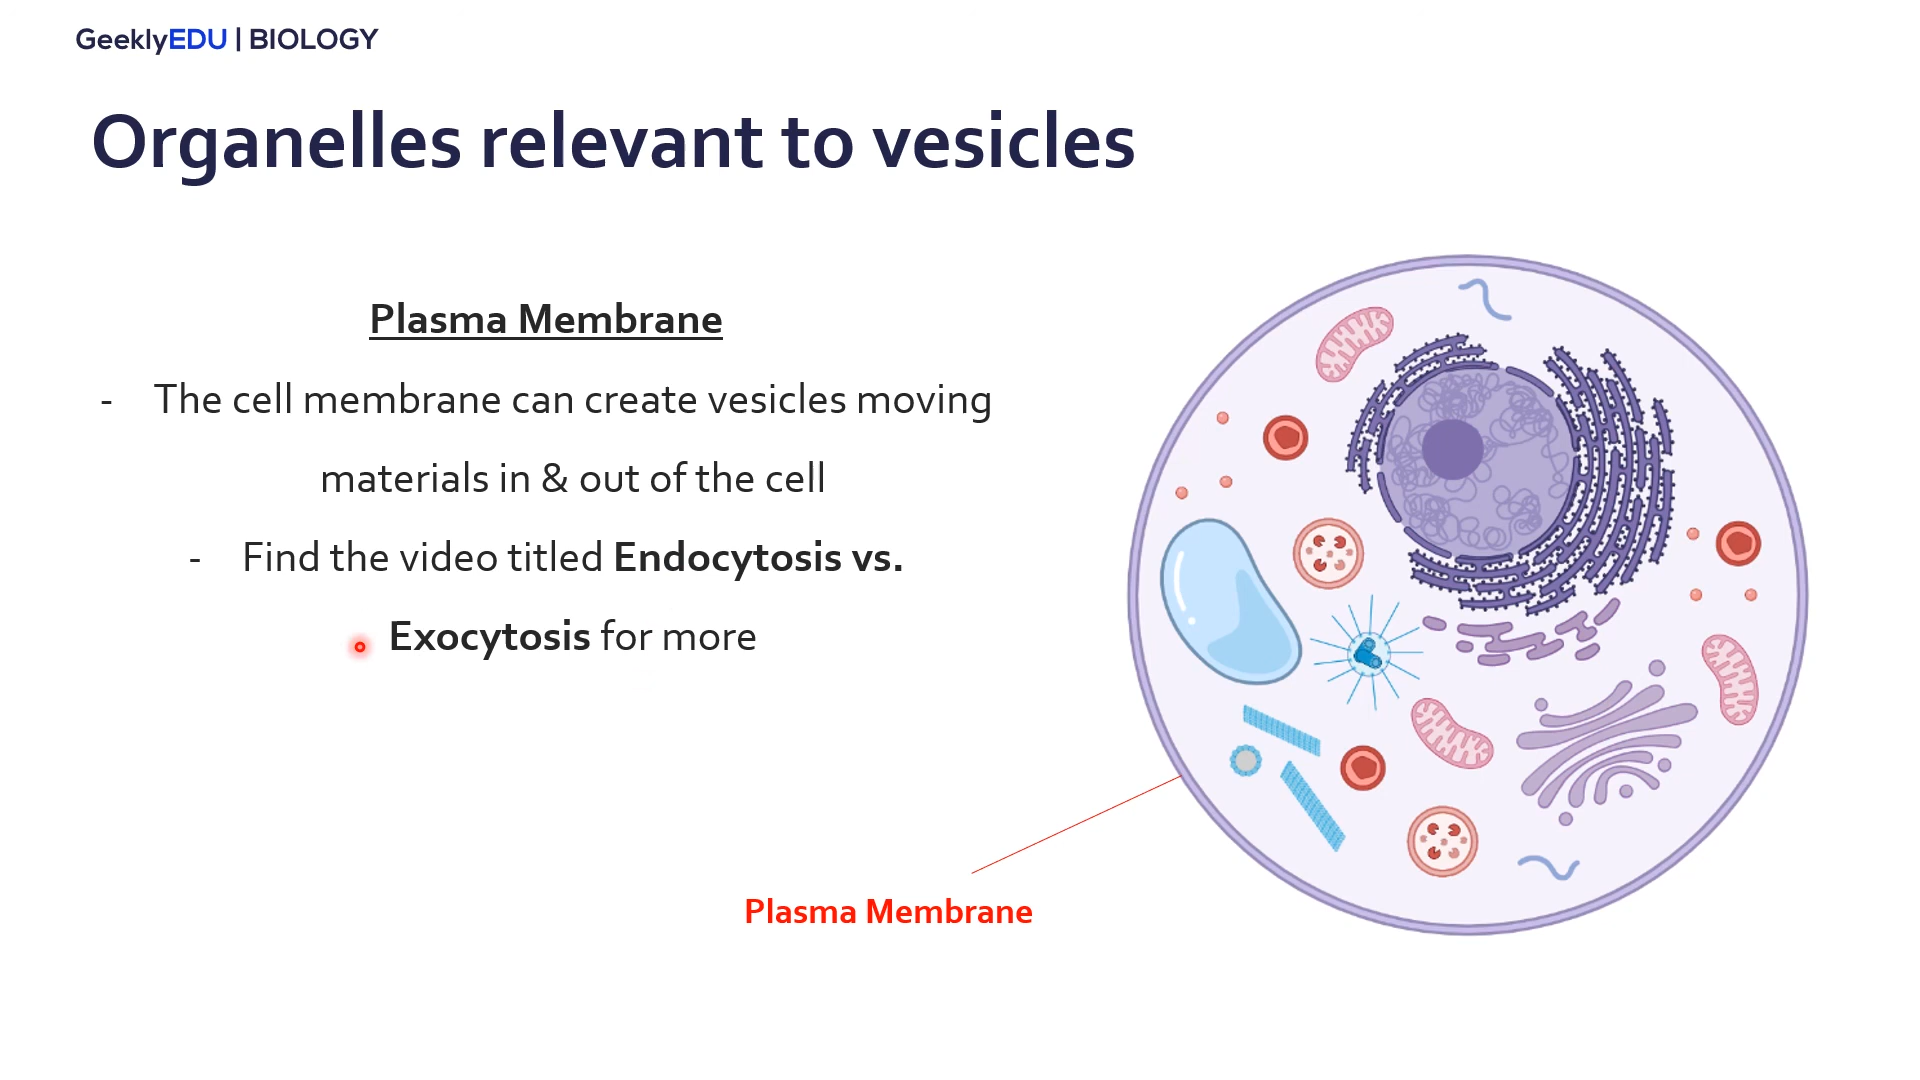 GeeklyEDU | BIOLOGY
Organelles relevant to vesicles
Plasma Membrane
- The cell membrane can create vesicles moving
materials in & out of the cell
- Find the video titled Endocytosis vs.
Exocytosis for more
Plasma Membrane